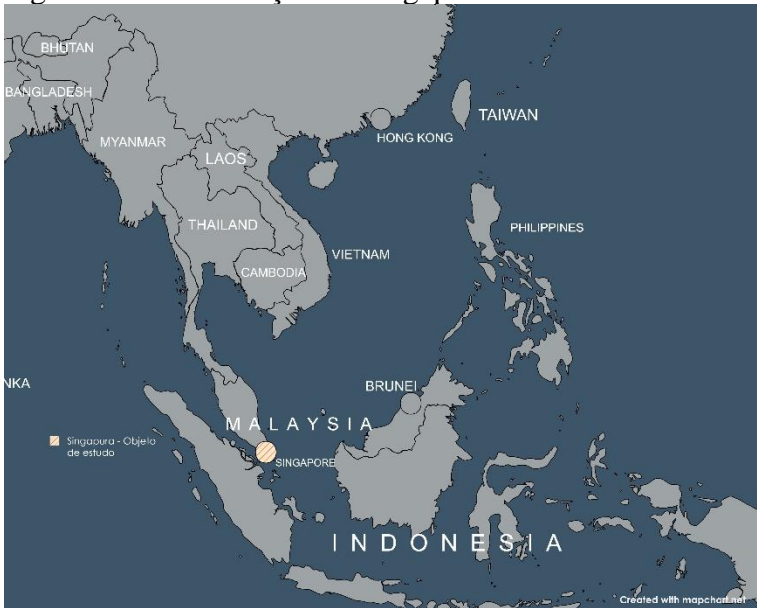 BHUTAN
BANGLADESH
TAIWAN
HONG KONG
MYANMAR
LAOS
THAILAND
PHILIPPINES
VIETNAM
CAMBODIA
NKA
BRUNEI
MALAYSIA
Singapura - Objeto
de estudo
SINGAPORE
INDONESIA
Created with mapchart.net